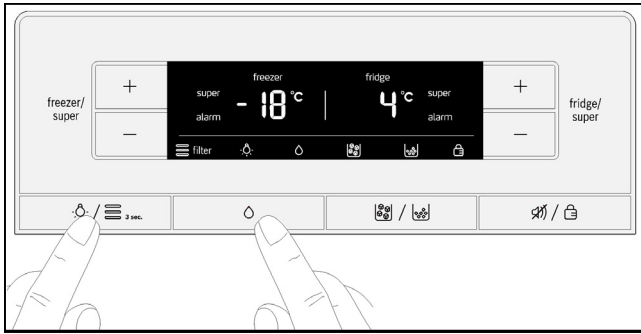 freezer
fridge
super
- 18 °C
4 °C
super
alarm
alarm
freezer/
super
+
−
+
−
fridge/
super
filter
/ 3 sec.
/
/